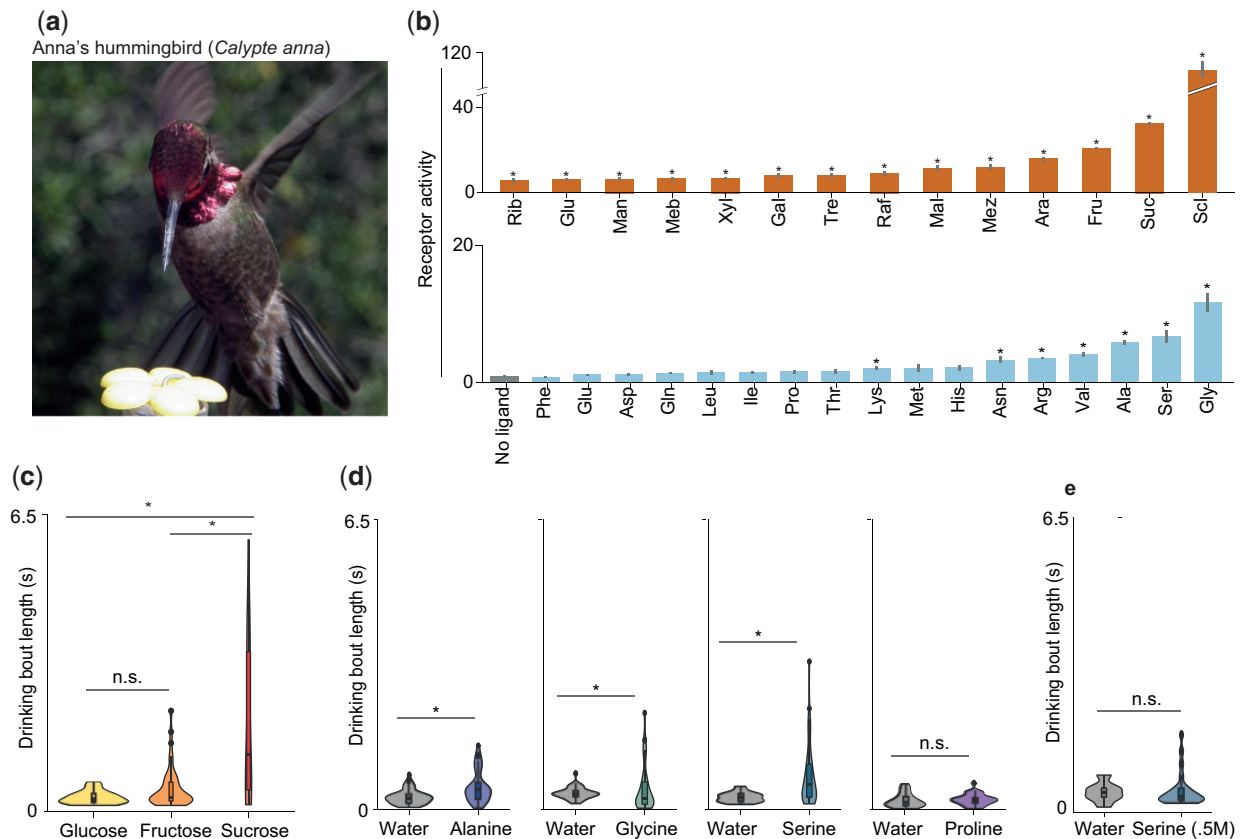 (a)
Anna's hummingbird (Calypte anna)
(b)
Receptor activity
120
40
0
Rib Glu Man Meb Xyl Gal Tre Raf Mal Mez Ara Fru Suc Scl
* * * * * * * * * * * * * *
20
0
* * * * * * *
No ligand Phe Glu Asp Gln Leu Ile Pro Thr Lys Met His Asn Arg Val Ala Ser Gly
(c)
Drinking bout length (s)
6.5
0
*
*
n.s.
Glucose Fructose Sucrose
(d)
Drinking bout length (s)
6.5
0
*
Water Alanine
*
Water Glycine
*
Water Serine
n.s.
Water Proline
e
Drinking bout length (s)
6.5
0
n.s.
Water Serine (.5M)